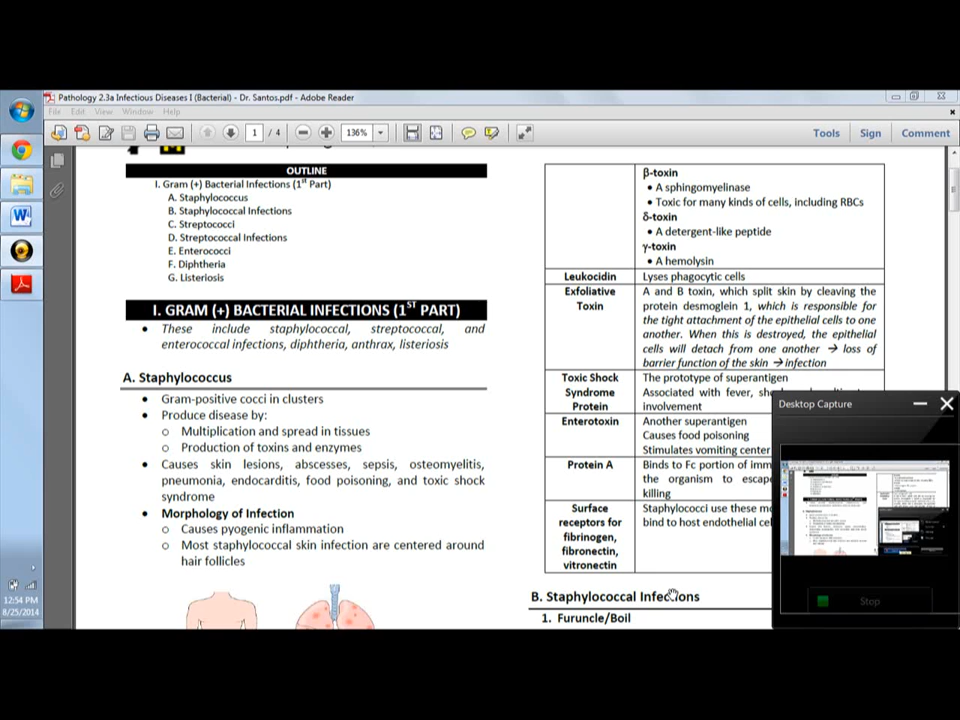 Pathology 2.3a Infectious Diseases I (Bacterial) - Dr. Santos.pdf - Adobe Reader
File Edit View Window Help
1 / 4
136%
Tools Sign Comment
OUTLINE
I. Gram (+) Bacterial Infections (1st Part)
A. Staphylococcus
B. Staphylococcal Infections
C. Streptococci
D. Streptococcal Infections
E. Enterococci
F. Diphtheria
G. Listeriosis
I. GRAM (+) BACTERIAL INFECTIONS (1ST PART)
• These include staphylococcal, streptococcal, and
enterococcal infections, diphtheria, anthrax, listeriosis
A. Staphylococcus
• Gram-positive cocci in clusters
• Produce disease by:
o Multiplication and spread in tissues
o Production of toxins and enzymes
• Causes skin lesions, abscesses, sepsis, osteomyelitis,
pneumonia, endocarditis, food poisoning, and toxic shock
syndrome
• Morphology of Infection
o Causes pyogenic inflammation
o Most staphylococcal skin infection are centered around
hair follicles
β-toxin
• A sphingomyelinase
• Toxic for many kinds of cells, including RBCs
δ-toxin
• A detergent-like peptide
γ-toxin
• A hemolysin
Leukocidin Lyses phagocytic cells
Exfoliative A and B toxin, which split skin by cleaving the
Toxin protein desmoglein 1, which is responsible for
the tight attachment of the epithelial cells to one
another. When this is destroyed, the epithelial
cells will detach from one another → loss of
barrier function of the skin → infection
Toxic Shock The prototype of superantigen
Syndrome Associated with fever,
Protein involvement
Enterotoxin Another superantigen
Causes food poisoning
Stimulates vomiting center
Protein A Binds to Fc portion of
the organism to escape
killing
Surface Staphylococci use these
receptors for bind to host endothelial
fibrinogen,
fibronectin,
vitronectin
B. Staphylococcal Infections
1. Furuncle/Boil
Desktop Capture
Stop
12:54 PM
8/25/2014